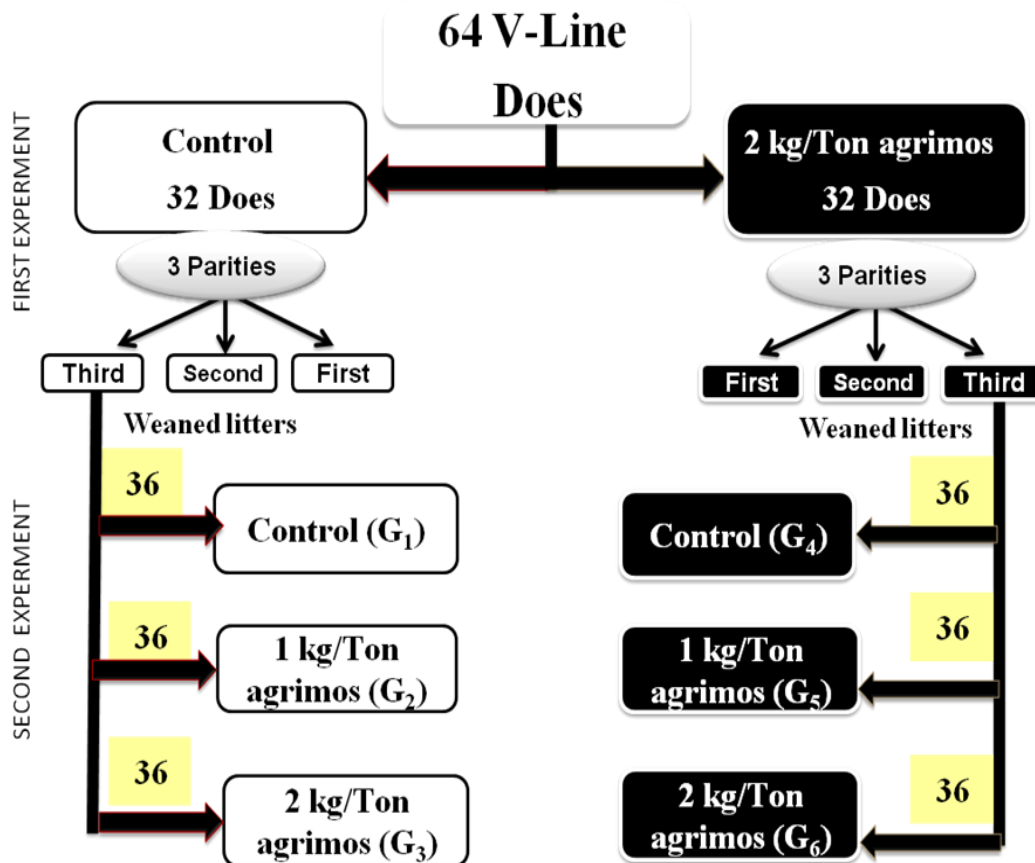 64 V-Line
Does
FIRST EXPERIMENT
Control
32 Does
2 kg/Ton agrimos
32 Does
3 Parities
3 Parities
Third
Second
First
First
Second
Third
Weaned litters
Weaned litters
SECOND EXPERIMENT
36
Control (G₁)
36
1 kg/Ton
agrimos (G₂)
36
2 kg/Ton
agrimos (G₃)
36
Control (G₄)
36
1 kg/Ton
agrimos (G₅)
36
2 kg/Ton
agrimos (G₆)